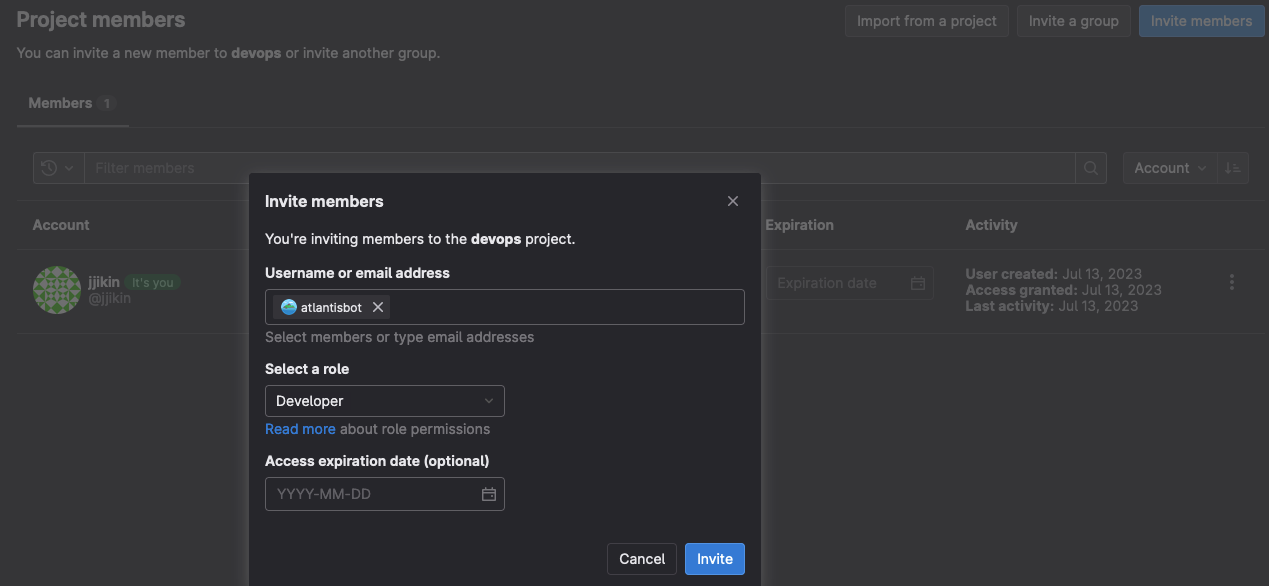 Project members
Import from a project
Invite a group
Invite members
You can invite a new member to devops or invite another group.
Members 1
Filter members
Account
Account
Expiration
Activity
jjikin It's you
@jjikin
Expiration date
User created: Jul 13, 2023
Access granted: Jul 13, 2023
Last activity: Jul 13, 2023
Invite members
You're inviting members to the devops project.
Username or email address
atlantisbot
Select members or type email addresses
Select a role
Developer
Read more about role permissions
Access expiration date (optional)
YYYY-MM-DD
Cancel
Invite